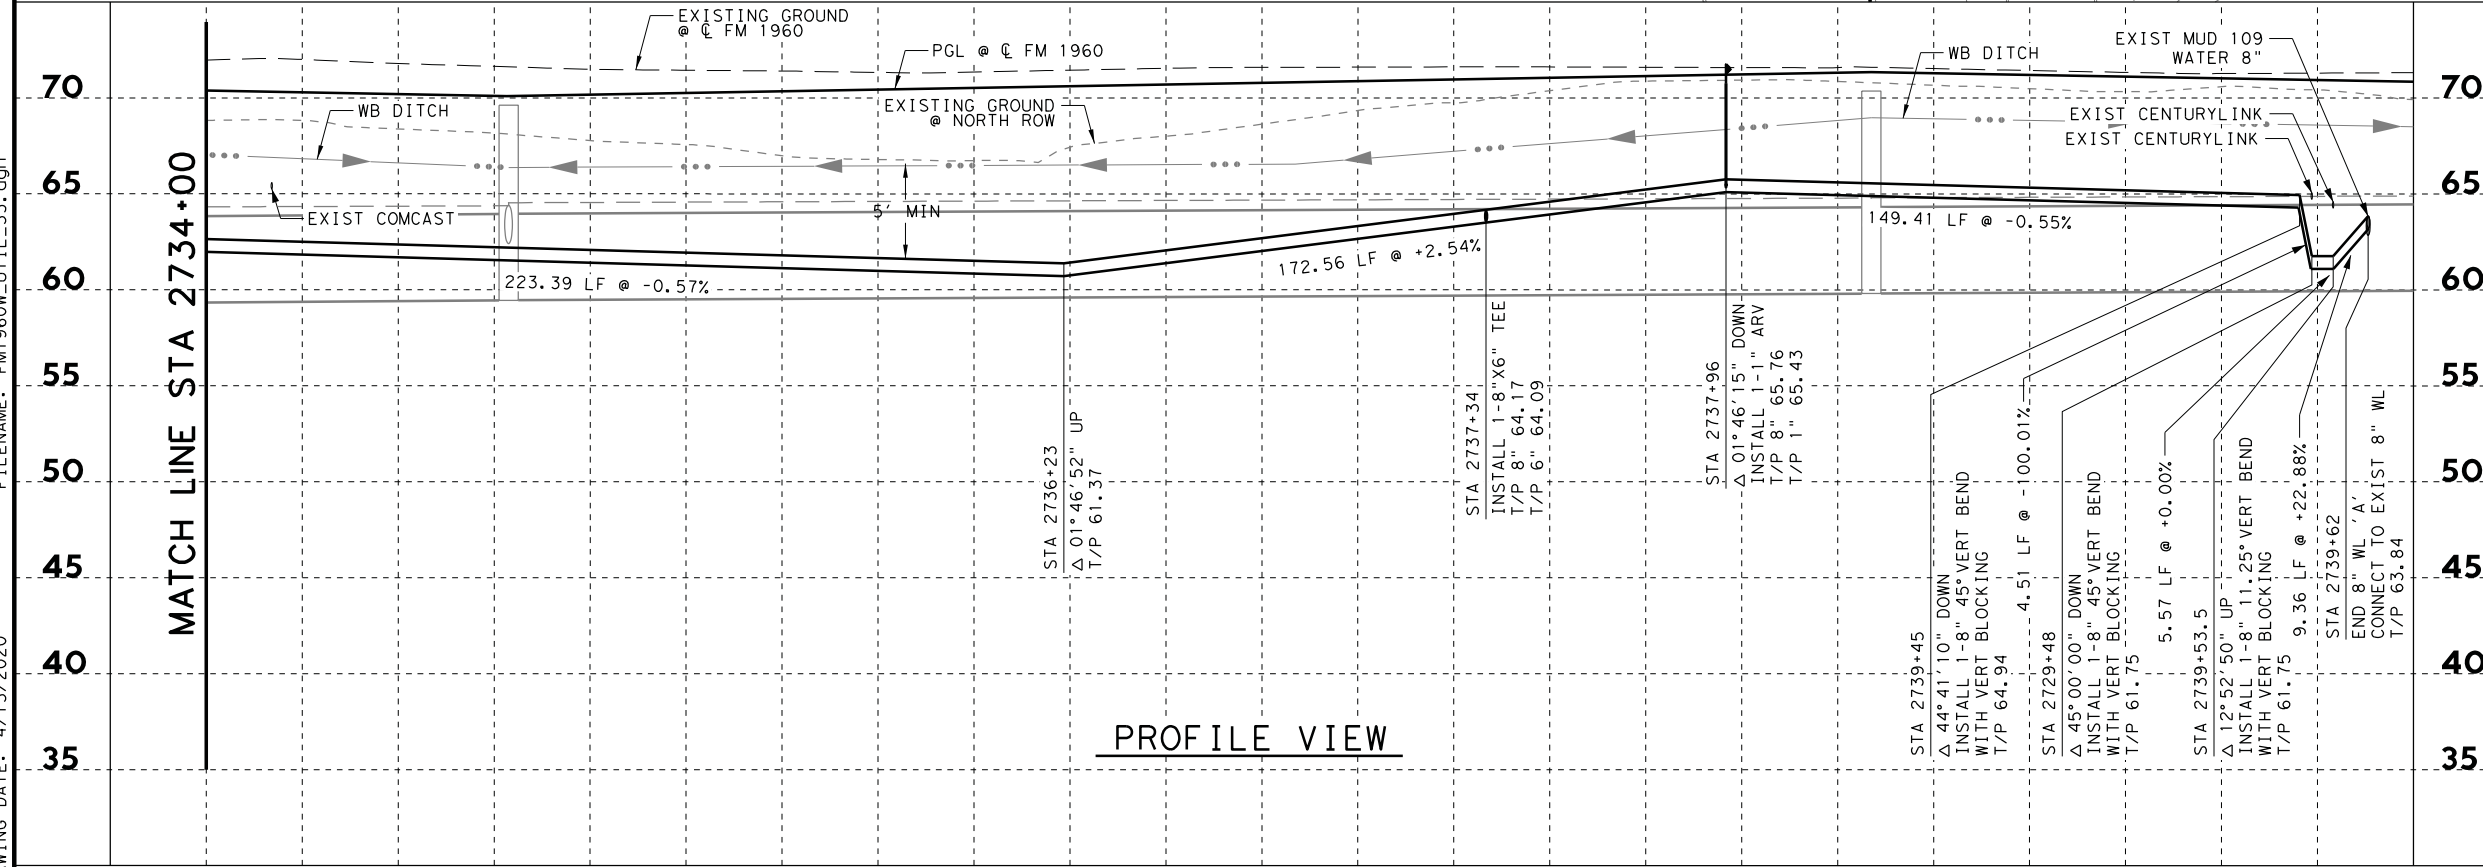 EXISTING GROUND
@ ℄ FM 1960
PGL @ ℄ FM 1960
WB DITCH
EXIST MUD 109
WATER 8"
70
70
WB DITCH
EXISTING GROUND
@ NORTH ROW
EXIST CENTURYLINK
EXIST CENTURYLINK
65
65
EXIST COMCAST
5' MIN
149.41 LF @ -0.55%
172.56 LF @ +2.54%
223.39 LF @ -0.57%
60
60
55
55
50
50
45
45
40
40
35
35
MATCH LINE STA 2734+00
STA 2736+23
△ 01°46'52" UP
T/P 61.37
STA 2737+34
INSTALL 1-8"X6" TEE
T/P 8" 64.17
T/P 6" 64.09
STA 2737+96
△ 01°46'15" DOWN
INSTALL 1-1" ARV
T/P 8" 65.76
T/P 1" 65.43
STA 2739+45
△ 44°41'10" DOWN
INSTALL 1-8" 45°VERT BEND
WITH VERT BLOCKING
T/P 64.94
4.51 LF @ -100.01%
STA 2729+48
△ 45°00'00" DOWN
INSTALL 1-8" 45°VERT BEND
WITH VERT BLOCKING
T/P 61.75
5.57 LF @ +0.00%
STA 2739+53.5
△ 12°52'50" UP
INSTALL 1-8" 11.25°VERT BEND
WITH VERT BLOCKING
T/P 61.75
9.36 LF @ +22.88%
STA 2739+62
END 8" WL 'A'
CONNECT TO EXIST 8" WL
T/P 63.84
PROFILE VIEW
DATE: 4/15/2020